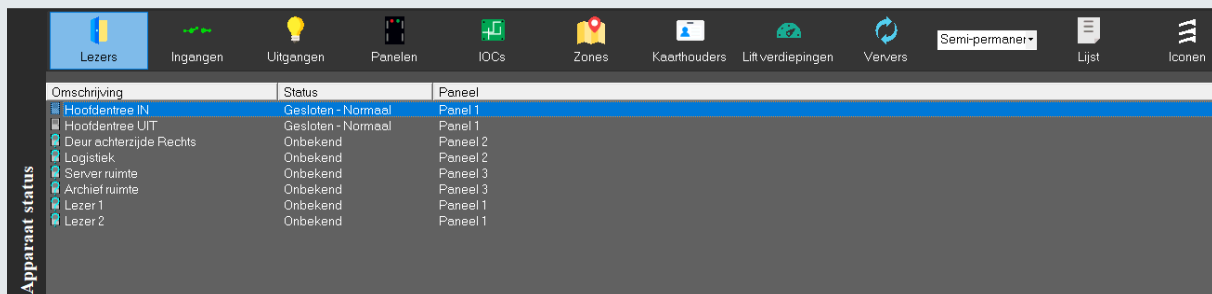 Lezers Ingangen Uitgangen Panelen IOCs Zones Kaarthouders Lift verdiepingen Ververs Semi-permaner Lijst Iconen
Omschrijving Status Paneel
Hoofdentree IN Gesloten - Normaal Panel 1
Hoofdentree UIT Gesloten - Normaal Panel 1
Deur achterzijde Rechts Onbekend Paneel 2
Logistiek Onbekend Paneel 2
Server ruimte Onbekend Paneel 3
Archief ruimte Onbekend Paneel 3
Lezer 1 Onbekend Paneel 1
Lezer 2 Onbekend Paneel 1
Apparaat status